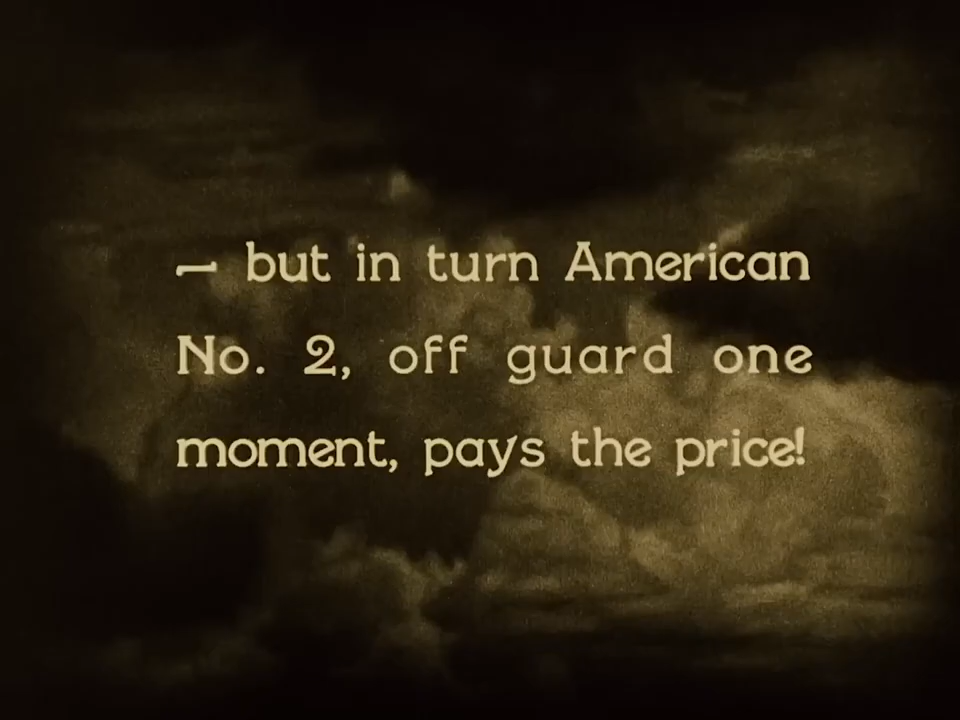 – but in turn American
No. 2, off guard one
moment, pays the price!